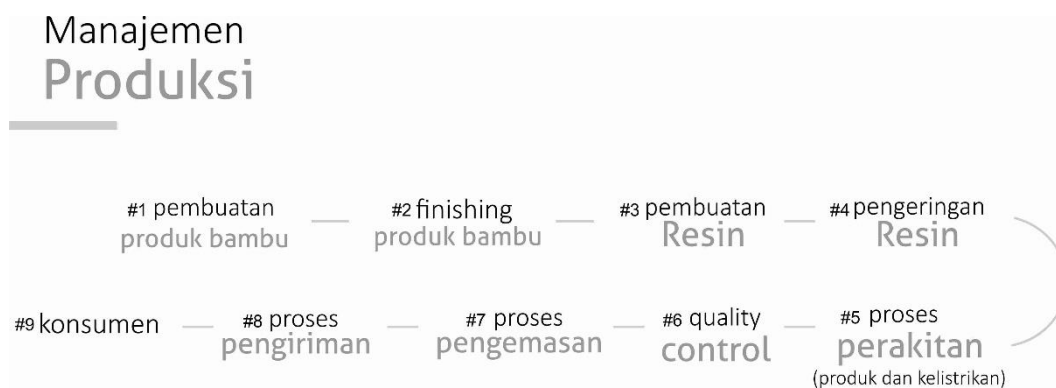 Manajemen
Produksi
#1 pembuatan
produk bambu
#2 finishing
produk bambu
#3 pembuatan
Resin
#4 pengeringan
Resin
#5 proses
perakitan
(produk dan kelistrikan)
#6 quality
control
#7 proses
pengemasan
#8 proses
pengiriman
#9 konsumen